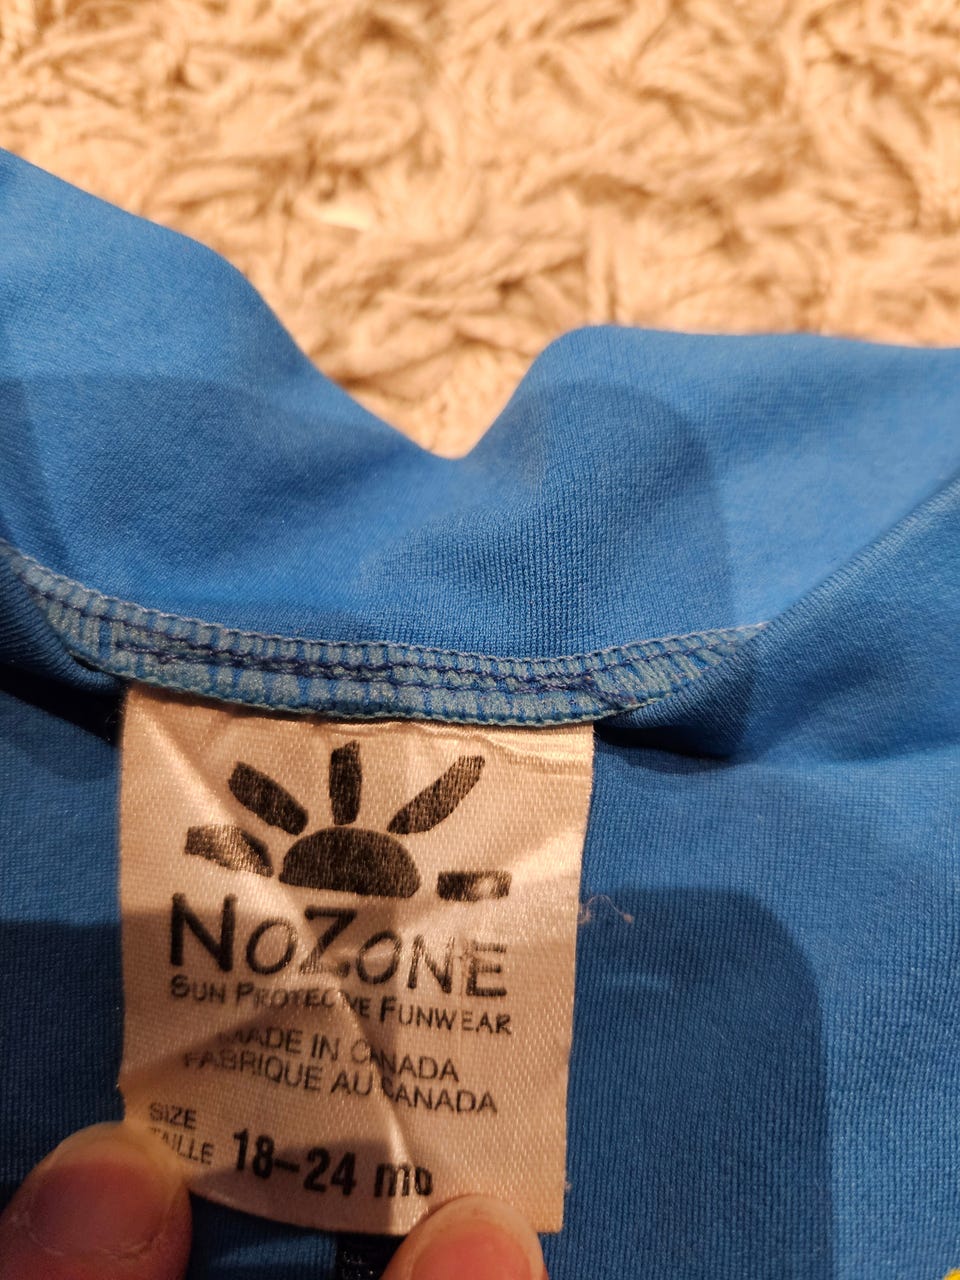 NoZone
Sun Protective Funwear
MADE IN CANADA
FABRIQUE AU CANADA
SIZE
TAILLE 18-24 mo